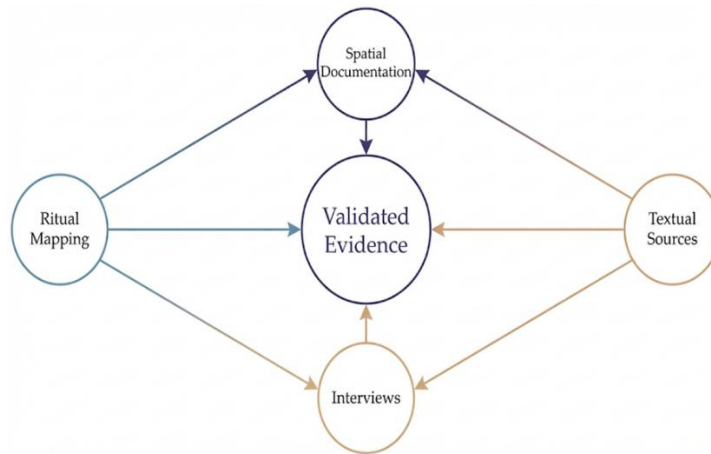 Spatial
Documentation
Ritual
Mapping
Validated
Evidence
Textual
Sources
Interviews